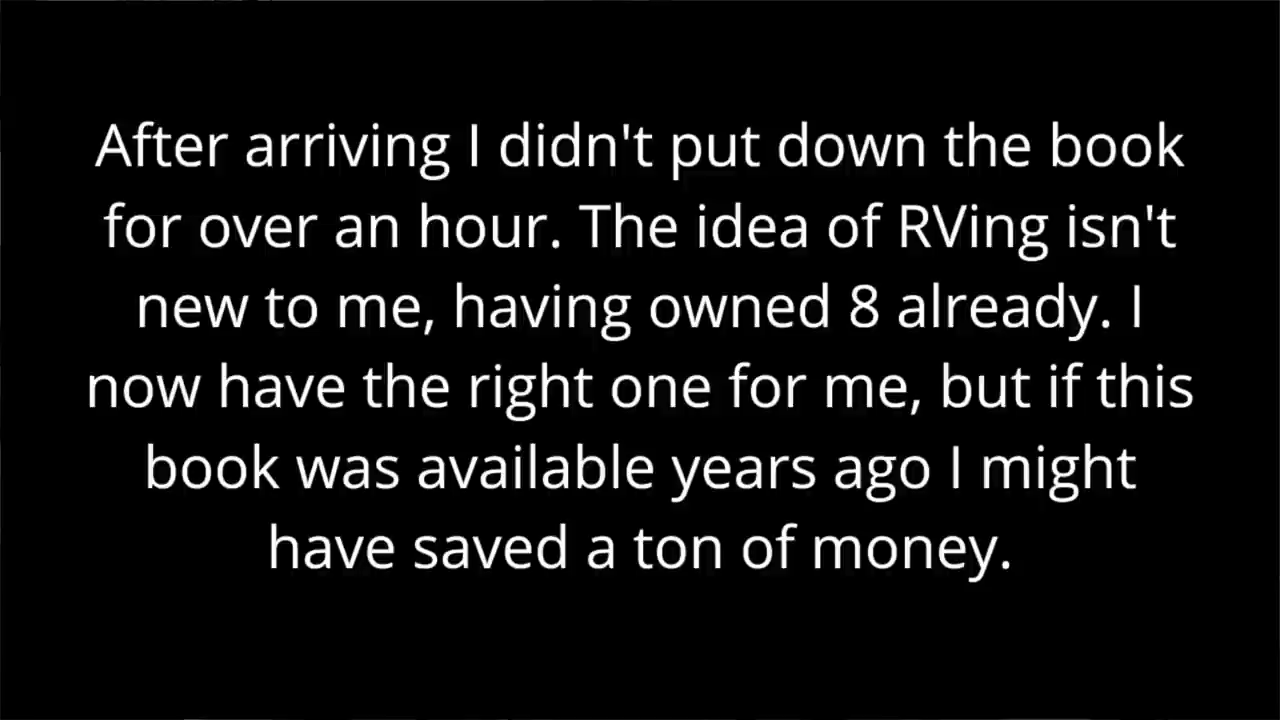 After arriving I didn't put down the book
for over an hour. The idea of RVing isn't
new to me, having owned 8 already. I
now have the right one for me, but if this
book was available years ago I might
have saved a ton of money.